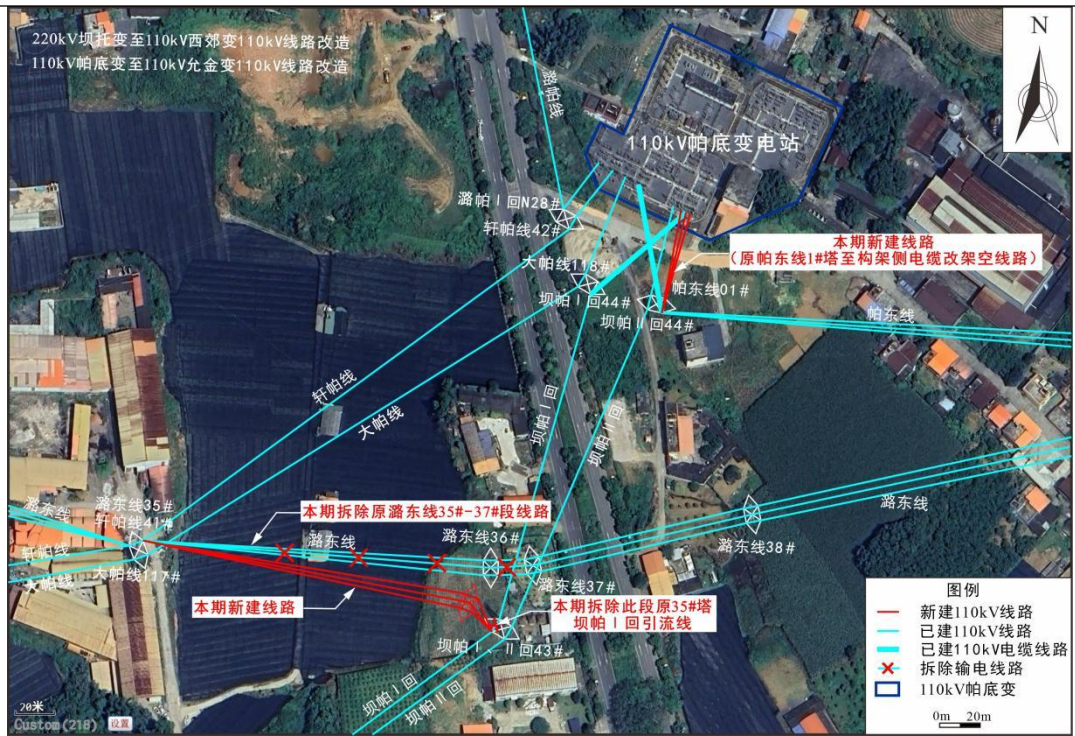 220kV坝托变至110kV西郊变110kV线路改造
110kV帕底变至110kV允金变110kV线路改造
N
潞帕线
110kV帕底变电站
潞帕Ⅰ回N28#
轩帕线42#
本期新建线路
(原帕东线1#塔至构架侧电缆改架空线路)
大帕线118#
坝帕Ⅰ回44#
帕东线01#
坝帕Ⅱ回44#
帕东线
轩帕线
大帕线
坝帕Ⅰ回
坝帕Ⅱ回
潞东线35#
潞东线
轩帕线41#
轩帕线
大帕线117#
大帕线
本期拆除原潞东线35#-37#段线路
潞东线
潞东线36#
潞东线
潞东线38#
潞东线37#
本期新建线路
本期拆除此段原35#塔
坝帕Ⅰ回引流线
坝帕Ⅰ、Ⅱ回43#
坝帕Ⅰ回
坝帕Ⅱ回
图例
新建110kV线路
已建110kV线路
已建110kV电缆线路
拆除输电线路
110kV帕底变
0m 20m
20米
Custom(218) 设置